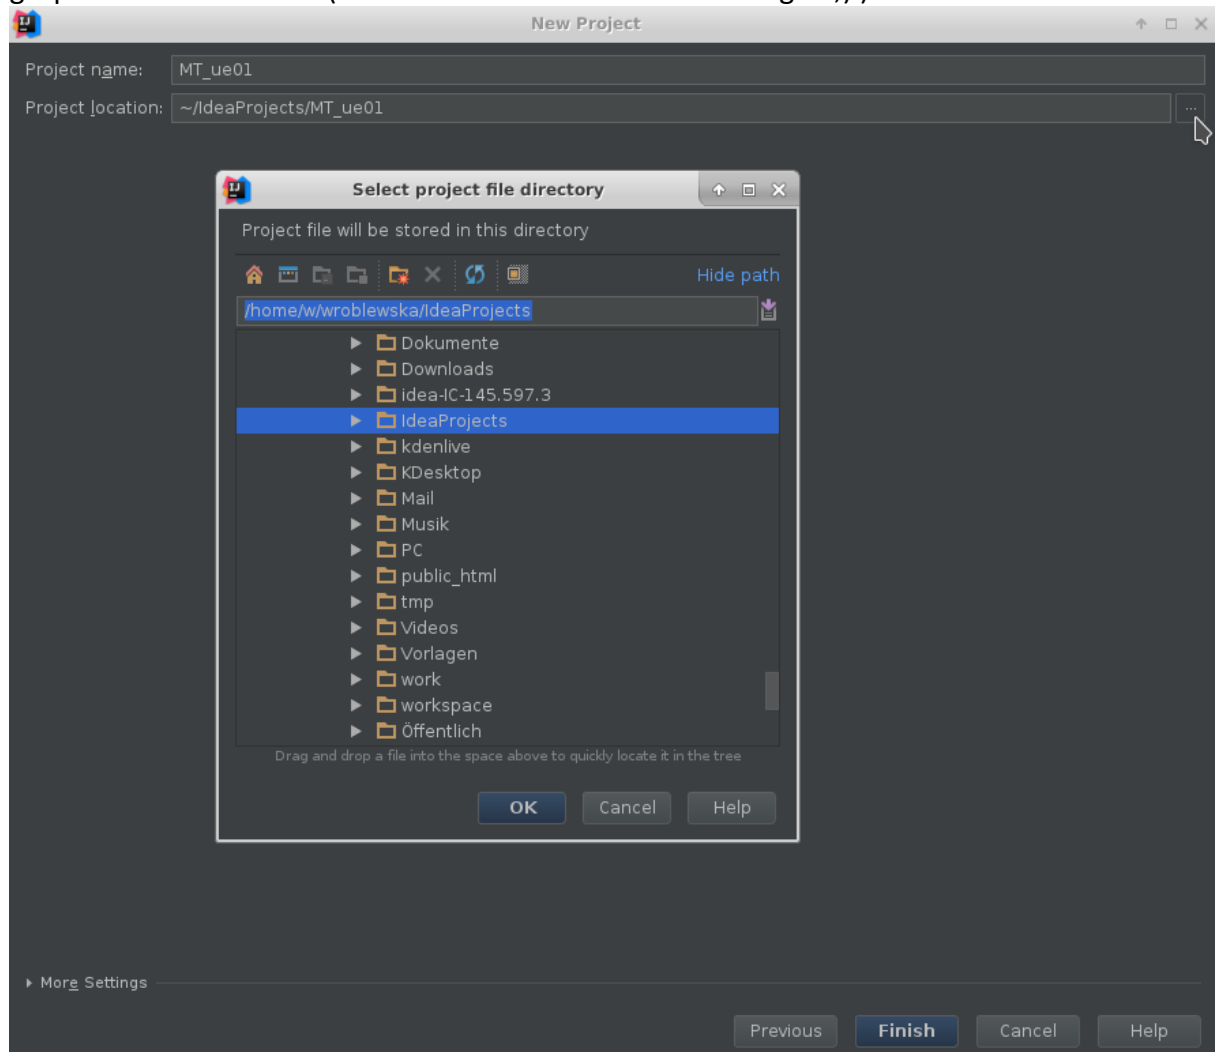 New Project
Project name: MT_ue01
Project location: ~/IdeaProjects/MT_ue01
...
Select project file directory
Project file will be stored in this directory
Hide path
/home/w/wroblewska/IdeaProjects
Dokumente
Downloads
idea-IC-145.597.3
IdeaProjects
kdenlive
KDesktop
Mail
Musik
PC
public_html
tmp
Videos
Vorlagen
work
workspace
Öffentlich
Drag and drop a file into the space above to quickly locate it in the tree
OK Cancel Help
More Settings
Previous Finish Cancel Help